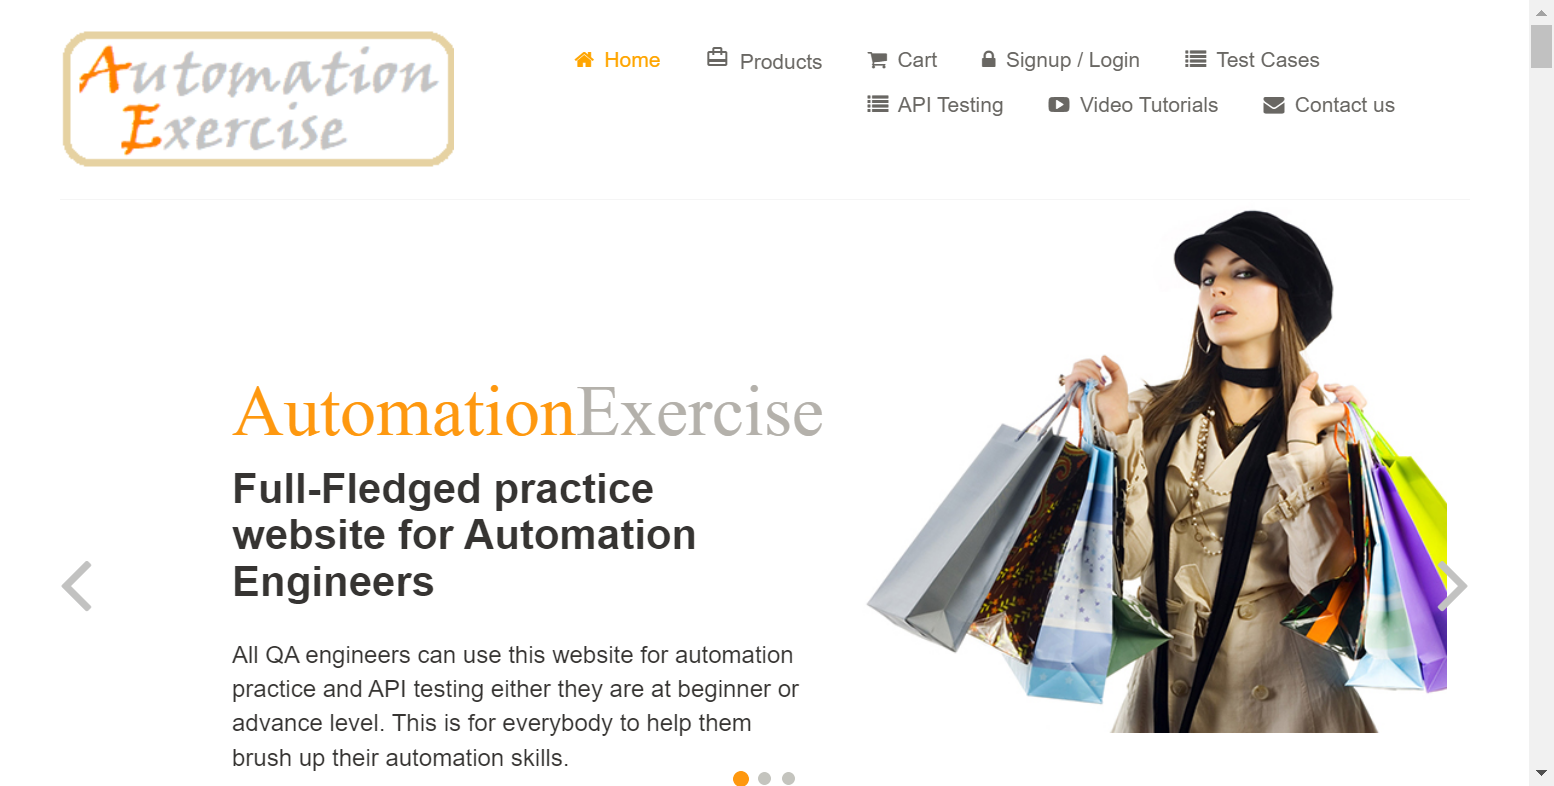 Automation
Exercise
Home Products Cart Signup / Login Test Cases
API Testing Video Tutorials Contact us
AutomationExercise
Full-Fledged practice
website for Automation
Engineers
All QA engineers can use this website for automation
practice and API testing either they are at beginner or
advance level. This is for everybody to help them
brush up their automation skills.